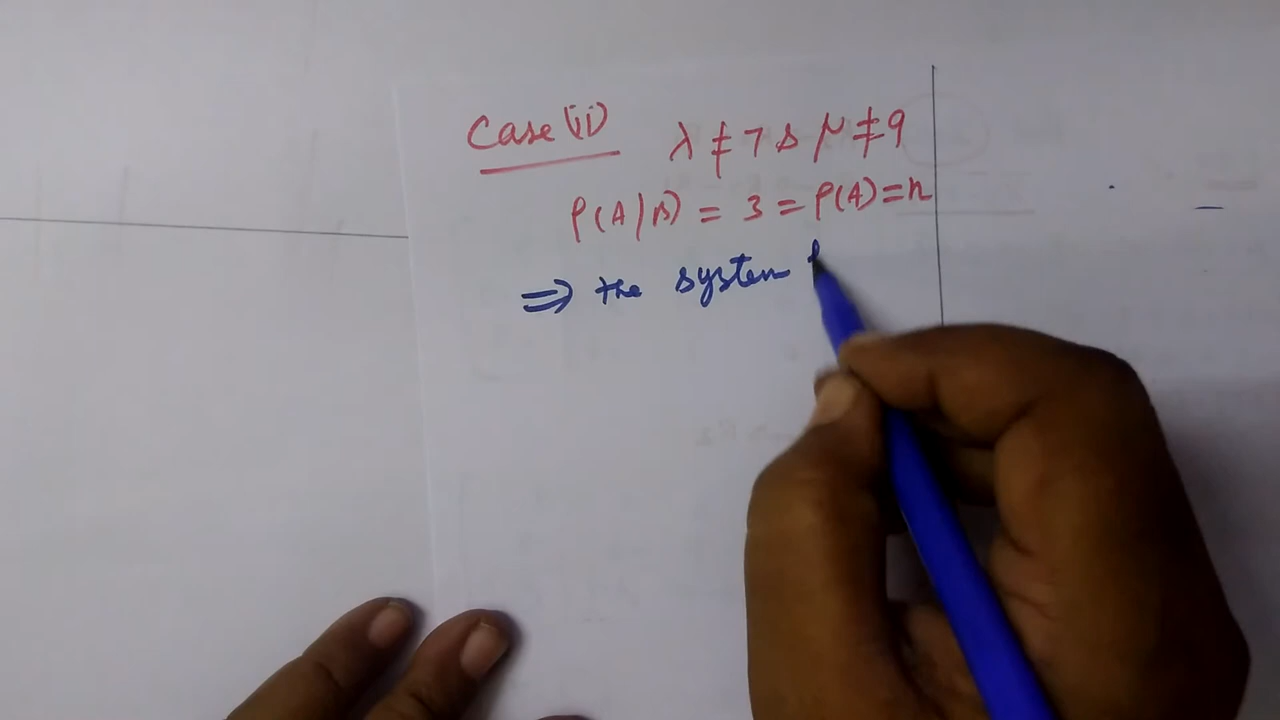 Case (ii) λ ≠ 7 & μ ≠ 9
ρ(A/B) = 3 = ρ(A) = n
⇒ the system